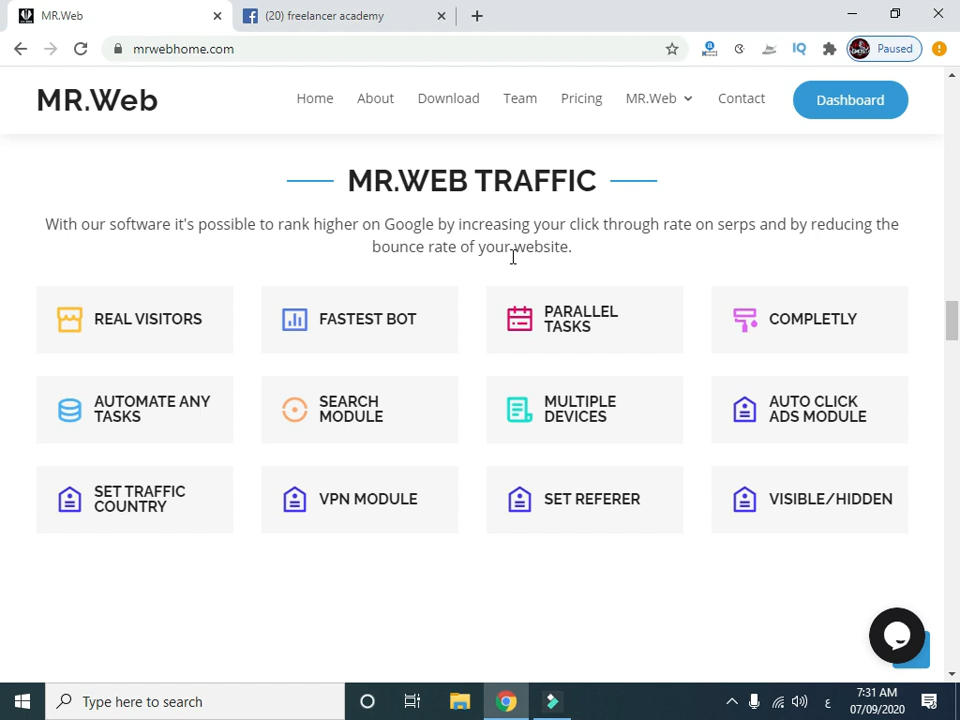 MR.Web
(20) freelancer academy
mrwebhome.com
Paused
MR.Web
Home
About
Download
Team
Pricing
MR.Web
Contact
Dashboard
MR.WEB TRAFFIC
With our software it's possible to rank higher on Google by increasing your click through rate on serps and by reducing the
bounce rate of your website.
REAL VISITORS
FASTEST BOT
PARALLEL
TASKS
COMPLETLY
AUTOMATE ANY
TASKS
SEARCH
MODULE
MULTIPLE
DEVICES
AUTO CLICK
ADS MODULE
SET TRAFFIC
COUNTRY
VPN MODULE
SET REFERER
VISIBLE/HIDDEN
Type here to search
ع
7:31 AM
07/09/2020